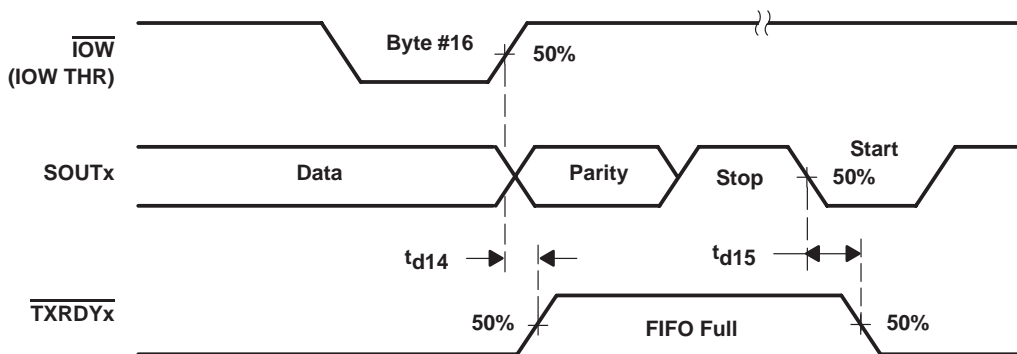 IOW
(IOW THR)
Byte #16
50%
SOUTx
Data
Parity
Stop
Start
50%
td14
td15
TXRDYx
50%
FIFO Full
50%